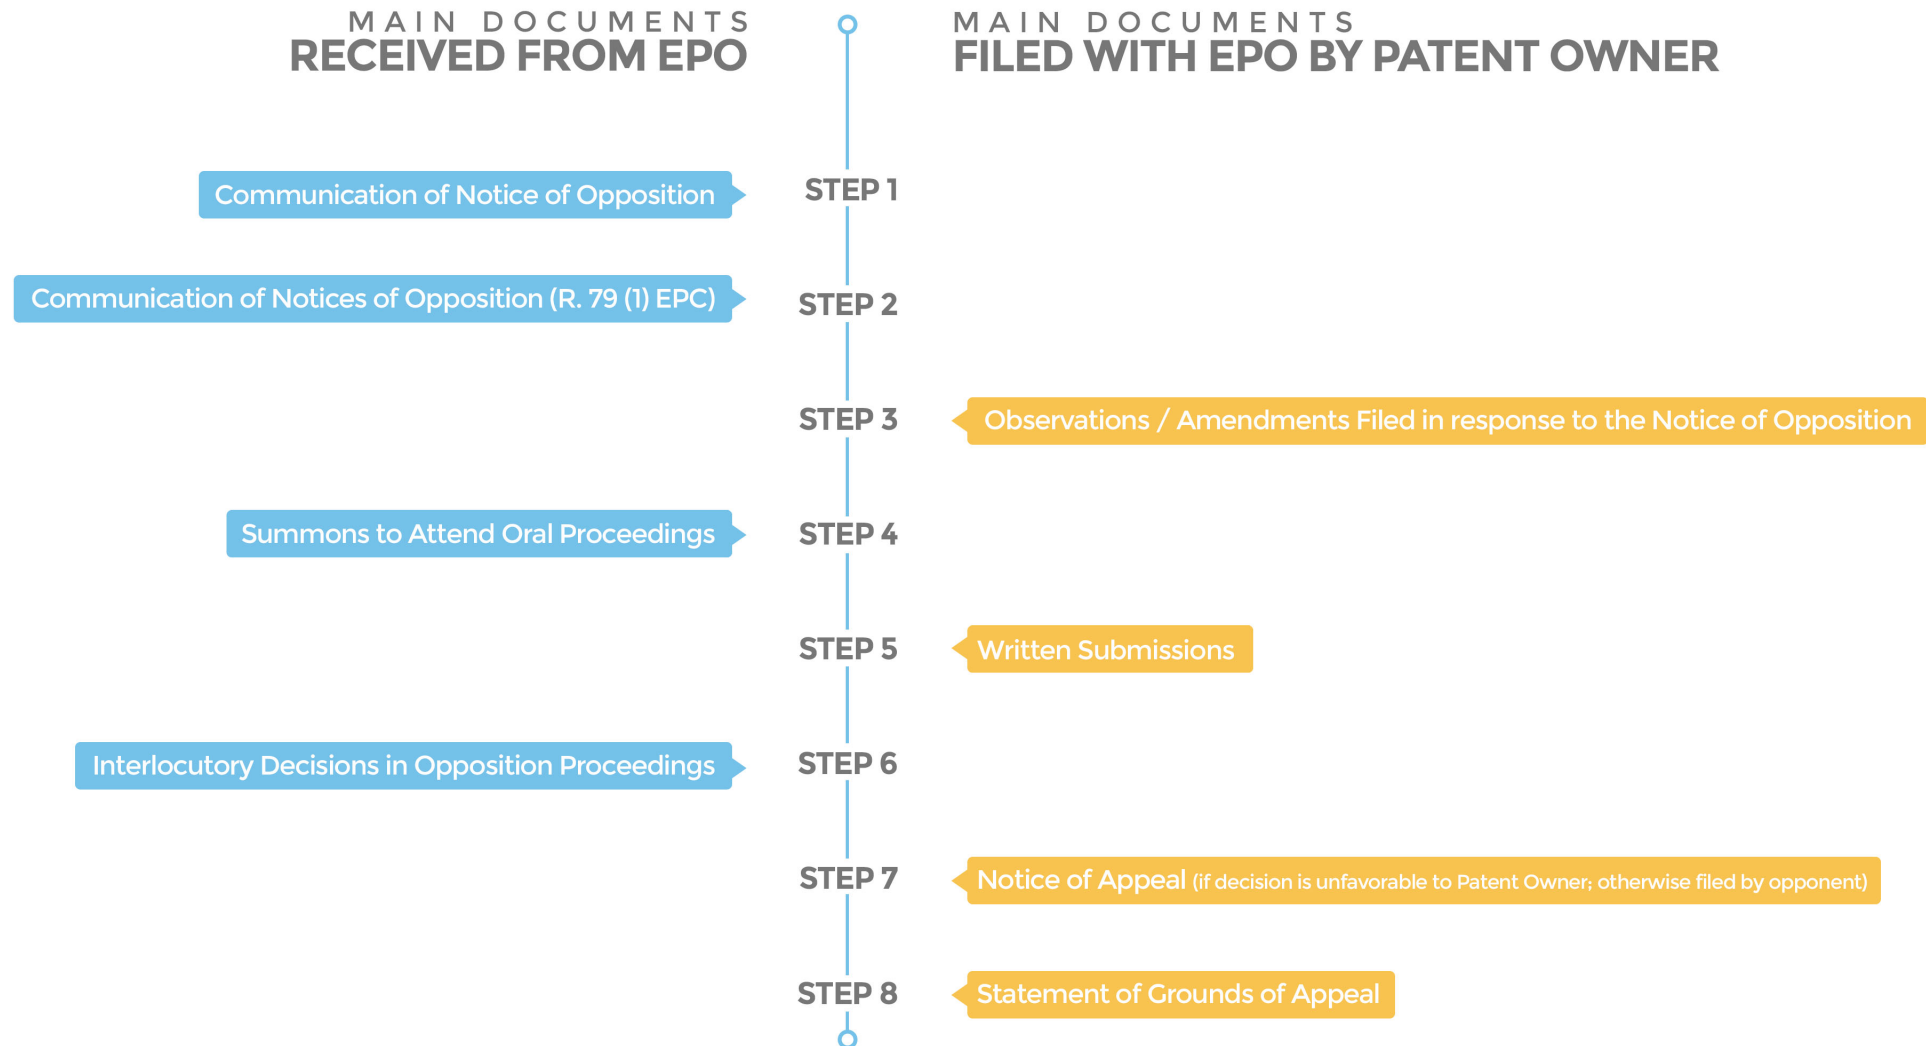 MAIN DOCUMENTS
RECEIVED FROM EPO
MAIN DOCUMENTS
FILED WITH EPO BY PATENT OWNER
Communication of Notice of Opposition
STEP 1
Communication of Notices of Opposition (R. 79 (1) EPC)
STEP 2
STEP 3
Observations / Amendments Filed in response to the Notice of Opposition
Summons to Attend Oral Proceedings
STEP 4
STEP 5
Written Submissions
Interlocutory Decisions in Opposition Proceedings
STEP 6
STEP 7
Notice of Appeal (if decision is unfavorable to Patent Owner; otherwise filed by opponent)
STEP 8
Statement of Grounds of Appeal